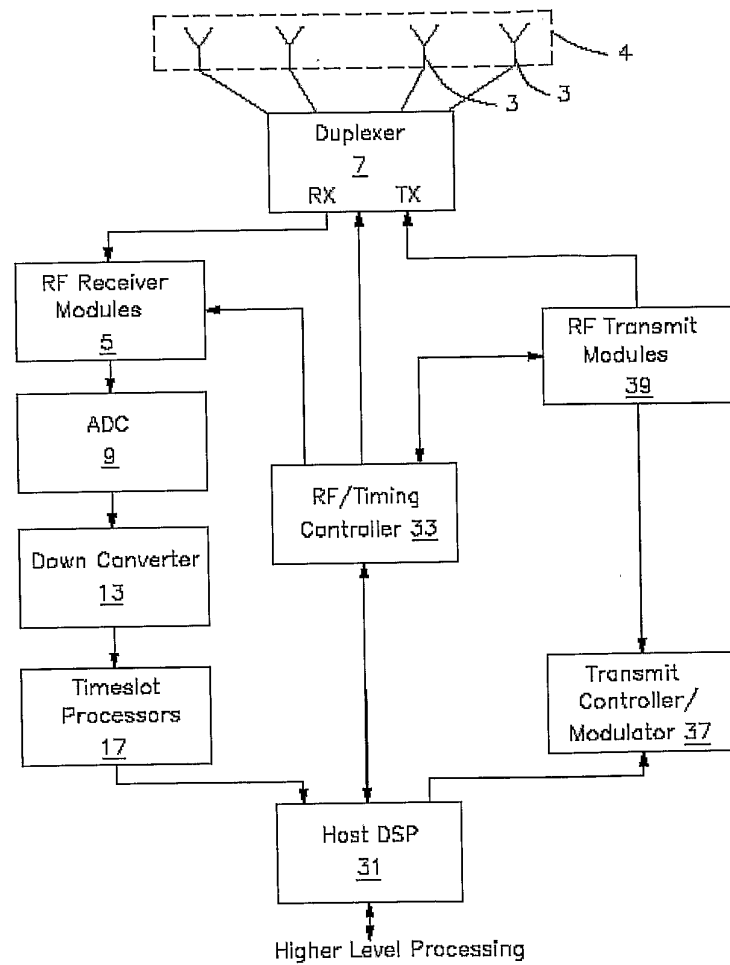 4
3
3
Duplexer
7
RX TX
RF Receiver
Modules
5
RF Transmit
Modules
39
ADC
9
RF/Timing
Controller 33
Down Converter
13
Timeslot
Processors
17
Transmit
Controller/
Modulator 37
Host DSP
31
Higher Level Processing